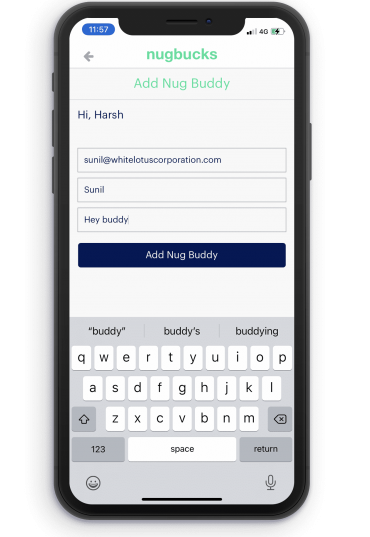 11:57
4G
nugbucks
Add Nug Buddy
Hi, Harsh
sunil@whitelotuscorporation.com
Sunil
Hey buddy
Add Nug Buddy
“buddy” buddy's buddying
q w e r t y u i o p
a s d f g h j k l
z x c v b n m
123 space return